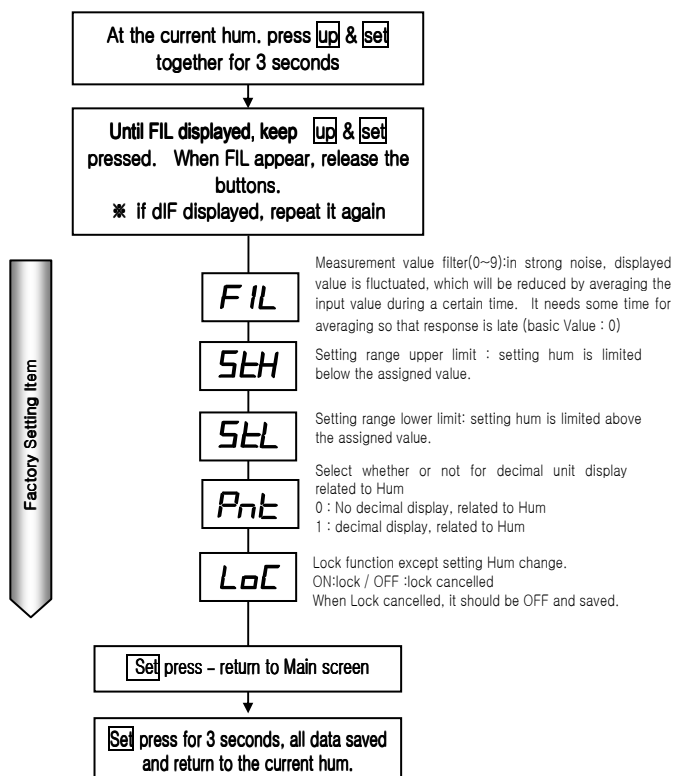 At the current hum. press up & set
together for 3 seconds
Until FIL displayed, keep up & set
pressed. When FIL appear, release the
buttons.
※ if dIF displayed, repeat it again
Factory Setting Item
FIL
Measurement value filter(0~9):in strong noise, displayed
value is fluctuated, which will be reduced by averaging the
input value during a certain time. It needs some time for
averaging so that response is late (basic Value : 0)
StH
Setting range upper limit : setting hum is limited
below the assigned value.
StL
Setting range lower limit: setting hum is limited above
the assigned value.
Pnt
Select whether or not for decimal unit display
related to Hum
0 : No decimal display, related to Hum
1 : decimal display, related to Hum
LoC
Lock function except setting Hum change.
ON:lock / OFF :lock cancelled
When Lock cancelled, it should be OFF and saved.
Set press – return to Main screen
Set press for 3 seconds, all data saved
and return to the current hum.